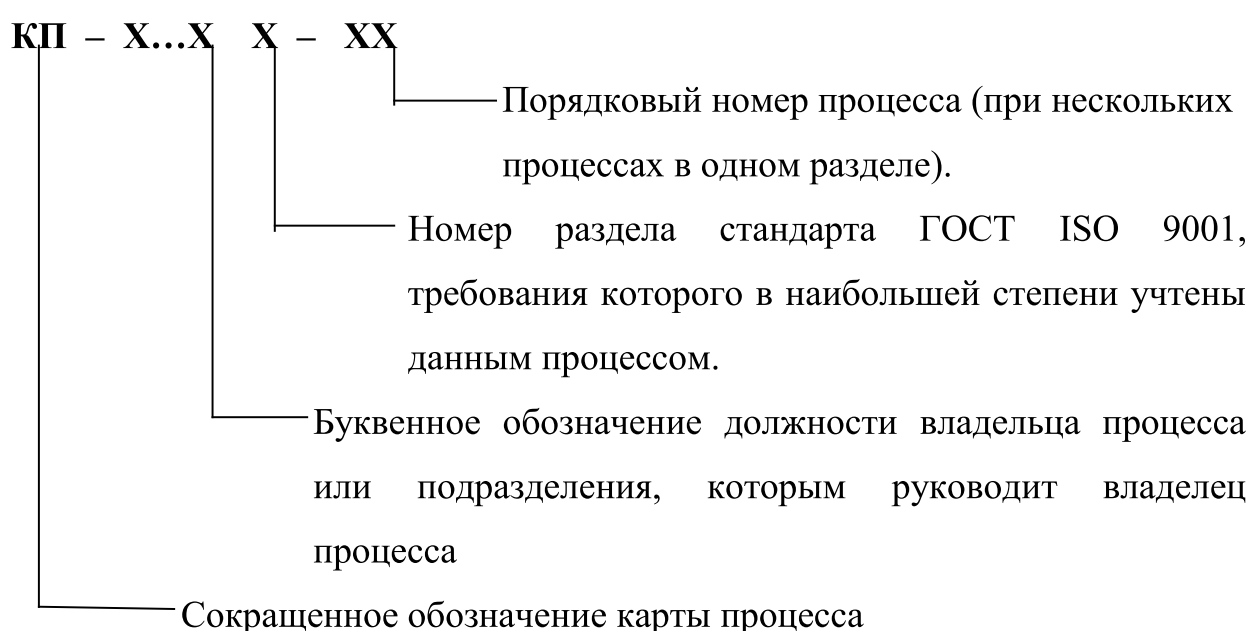 КП – Х…Х Х – ХХ
Порядковый номер процесса (при нескольких
процессах в одном разделе).
Номер раздела стандарта ГОСТ ISO 9001,
требования которого в наибольшей степени учтены
данным процессом.
Буквенное обозначение должности владельца процесса
или подразделения, которым руководит владелец
процесса
Сокращенное обозначение карты процесса